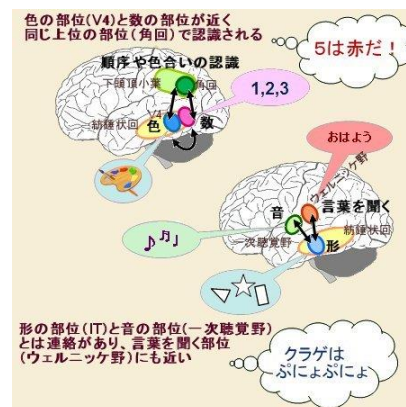 色の部位(V4)と数の部位が近く
同じ上位の部位(角回)で認識される
5は赤だ!
順序や色合いの認識
下頭頂小葉
角回
1,2,3
V4
紡錘状回
色
数
おはよう
ウェルニッケ野
音
言葉を聞く
紡錘状回
一次聴覚野
形
形の部位(IT)と音の部位(一次聴覚野)
とは連絡があり、言葉を聞く部位
(ウェルニッケ野)にも近い
クラゲは
ぷにょぷにょ